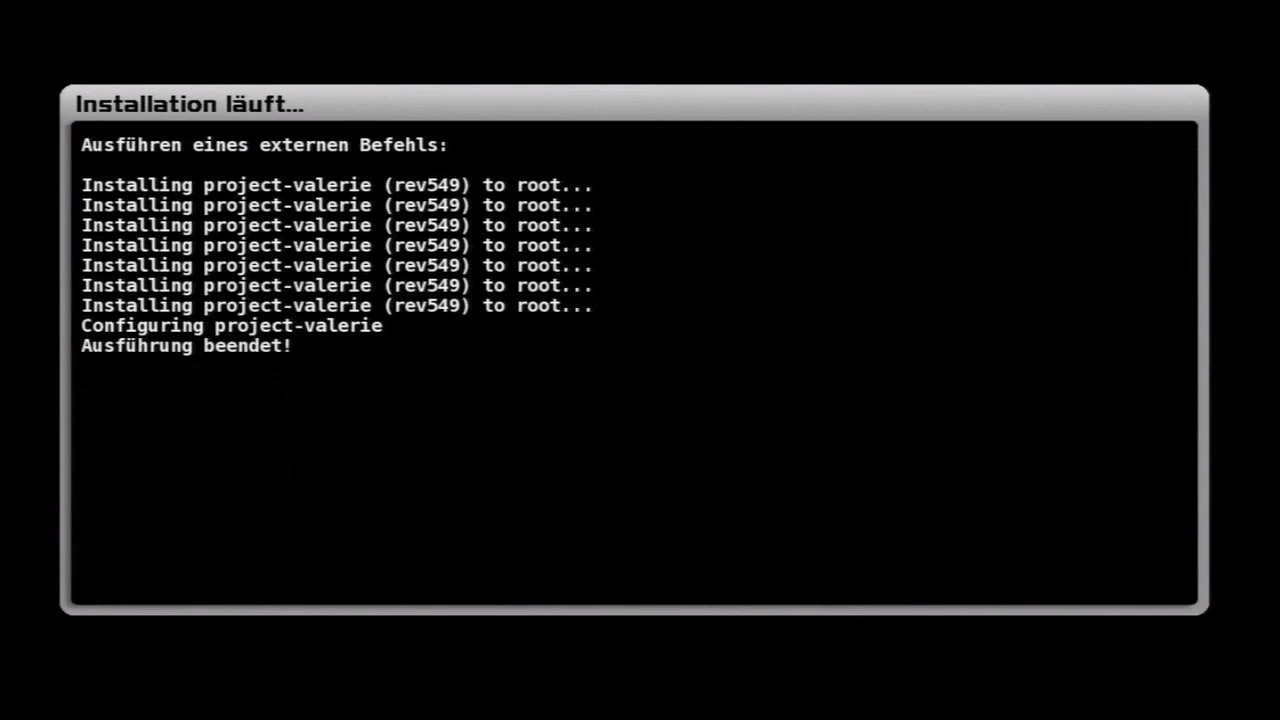 Installation läuft...
Ausführen eines externen Befehls:
Installing project-valerie (rev549) to root...
Installing project-valerie (rev549) to root...
Installing project-valerie (rev549) to root...
Installing project-valerie (rev549) to root...
Installing project-valerie (rev549) to root...
Installing project-valerie (rev549) to root...
Installing project-valerie (rev549) to root...
Configuring project-valerie
Ausführung beendet!